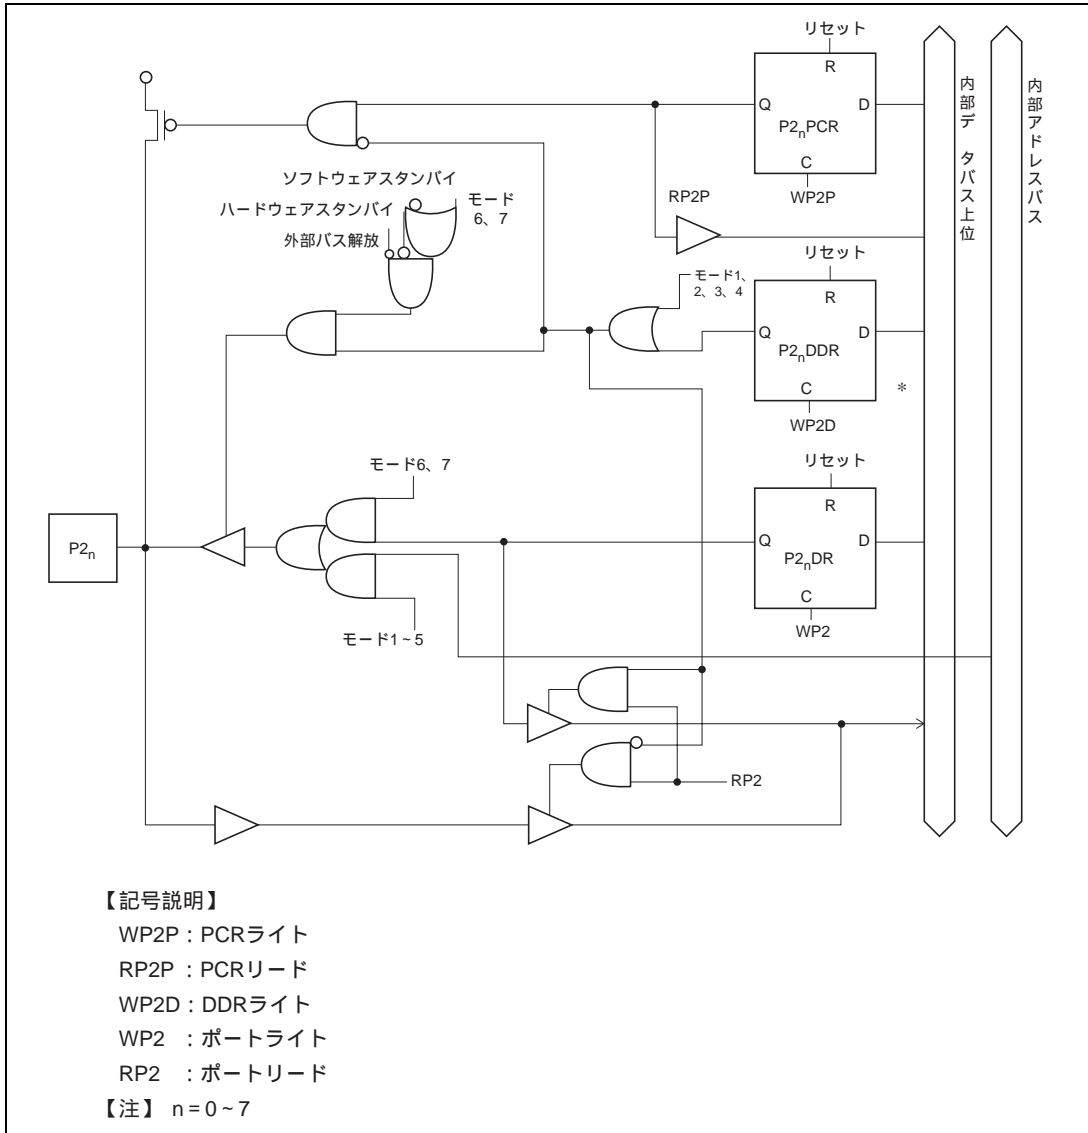 リセット
R
Q
D
P2nPCR
C
WP2P
内部デ タバス上位
内部アドレスバス
ソフトウェアスタンバイ
ハードウェアスタンバイ
モード
6、7
外部バス解放
RP2P
リセット
モード1、
2、3、4
R
Q
D
P2nDDR
C
*
WP2D
モード6、7
リセット
R
P2n
Q
D
P2nDR
C
WP2
モード1~5
RP2
【記号説明】
WP2P:PCRライト
RP2P :PCRリード
WP2D:DDRライト
WP2 :ポートライト
RP2 :ポートリード
【注】 n=0~7